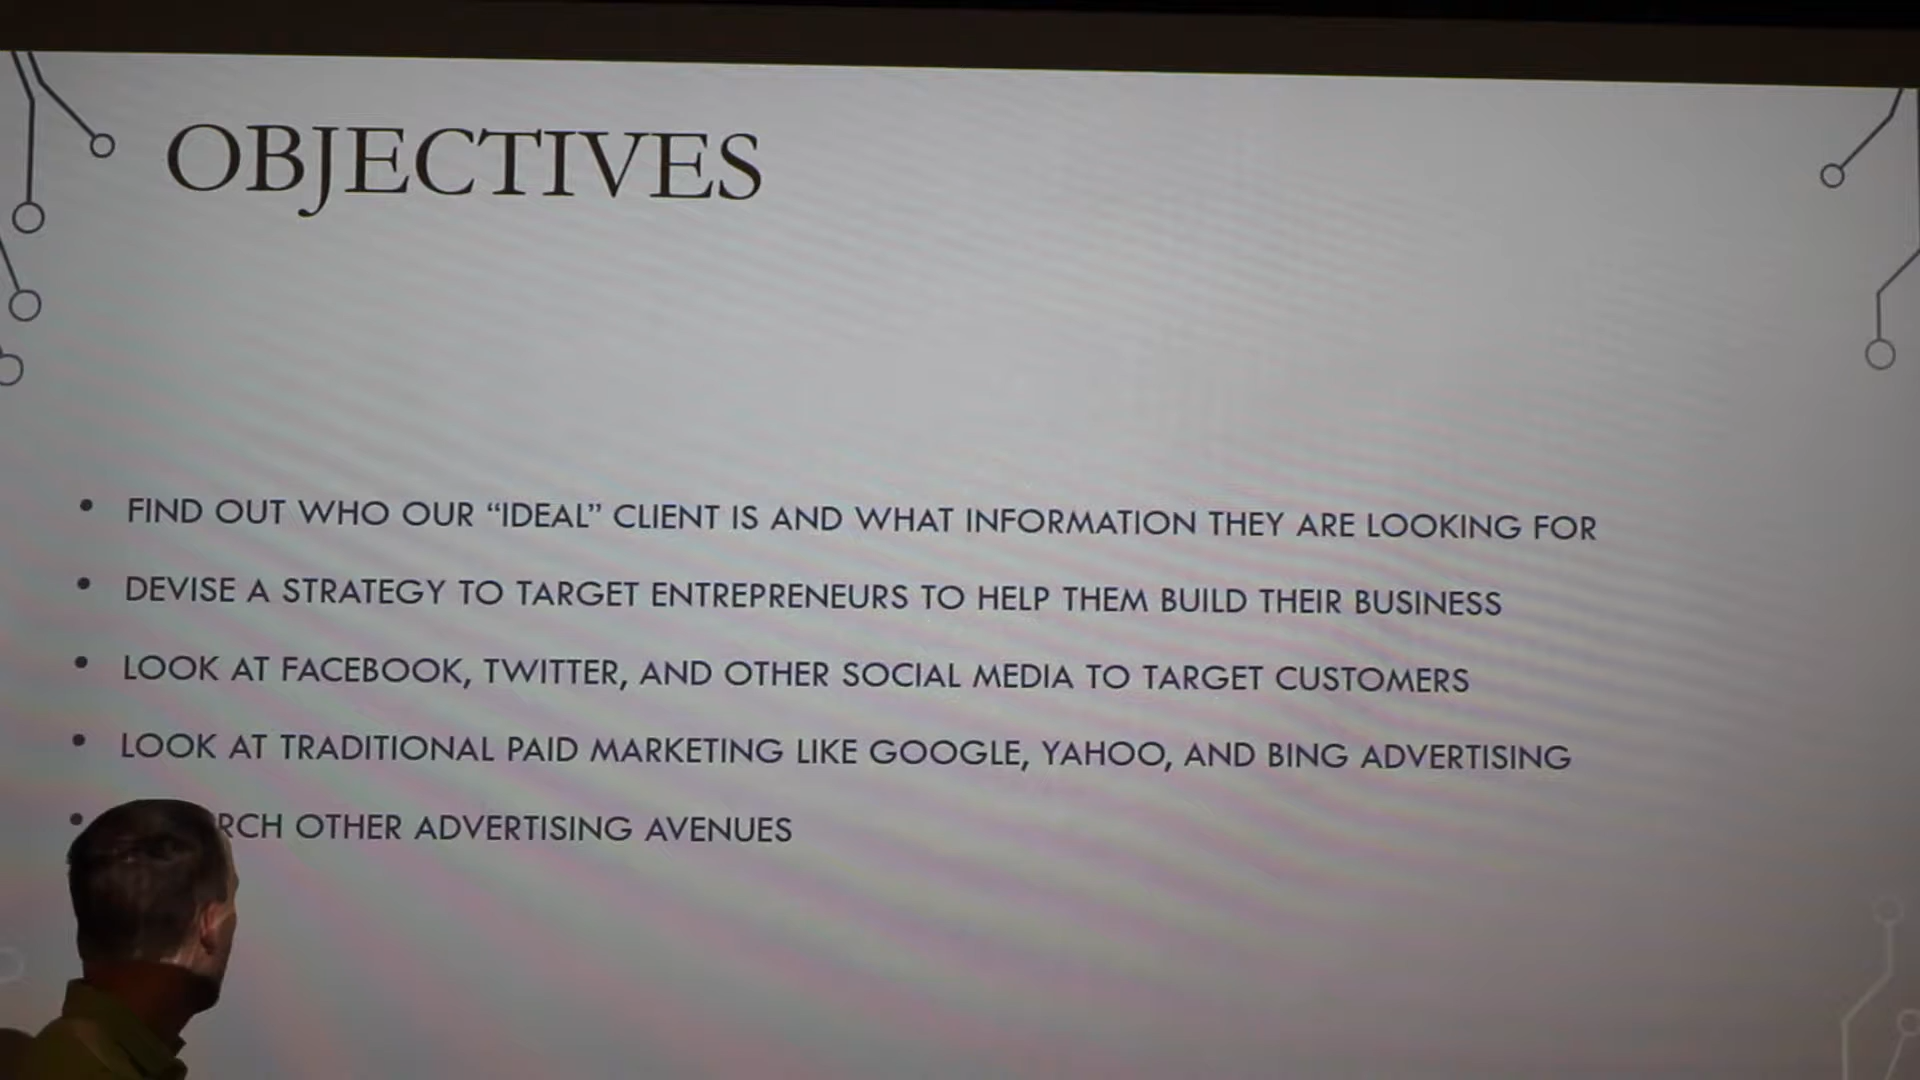 OBJECTIVES
• FIND OUT WHO OUR “IDEAL” CLIENT IS AND WHAT INFORMATION THEY ARE LOOKING FOR
• DEVISE A STRATEGY TO TARGET ENTREPRENEURS TO HELP THEM BUILD THEIR BUSINESS
• LOOK AT FACEBOOK, TWITTER, AND OTHER SOCIAL MEDIA TO TARGET CUSTOMERS
• LOOK AT TRADITIONAL PAID MARKETING LIKE GOOGLE, YAHOO, AND BING ADVERTISING
• OTHER ADVERTISING AVENUES